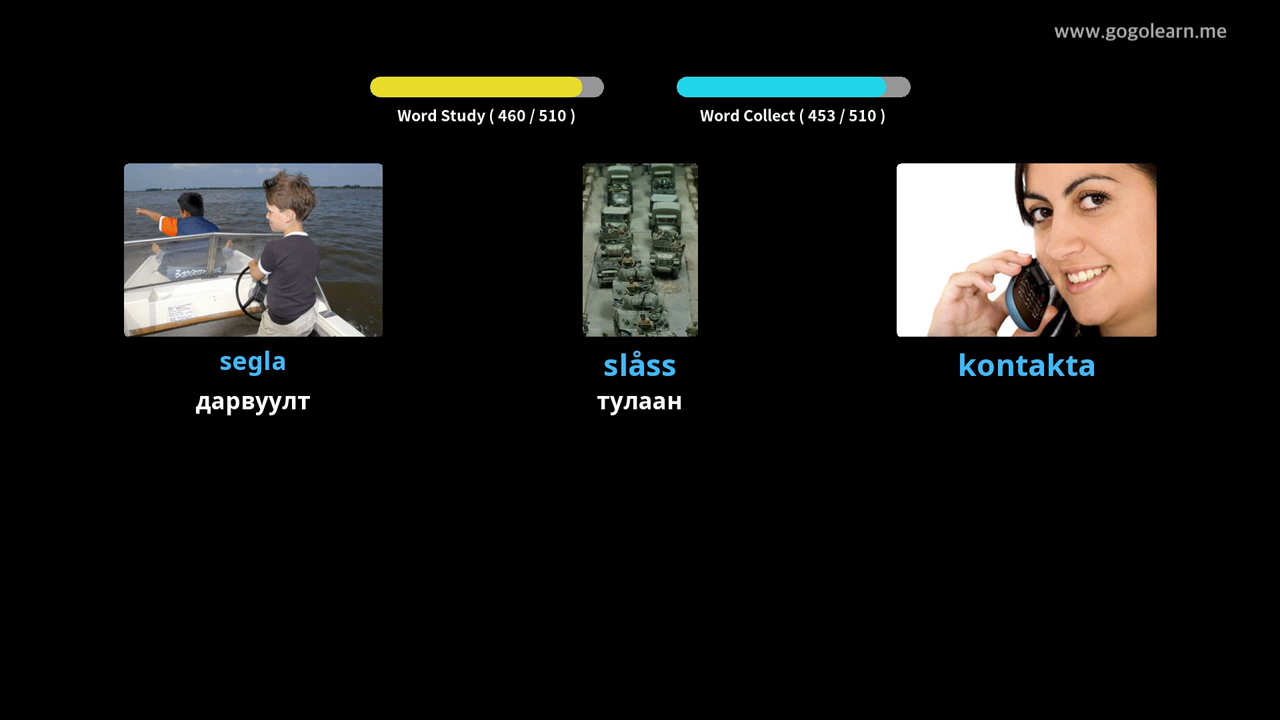 www.gogolearn.me
Word Study ( 460 / 510 )
Word Collect ( 453 / 510 )
segla
slåss
kontakta
дарвуулт
тулаан